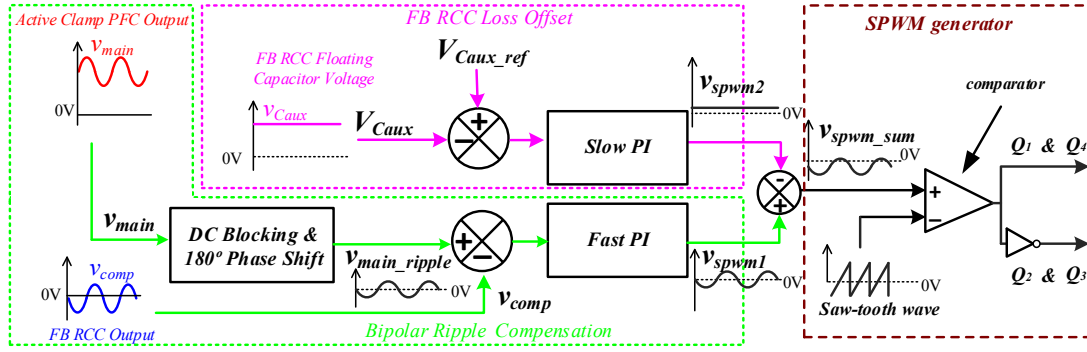 Active Clamp PFC Output
v_main
0V
FB RCC Loss Offset
FB RCC Floating
Capacitor Voltage
v_Caux
0V
V_Caux_ref
V_Caux
+
−
Slow PI
v_spwm2
0V
SPWM generator
comparator
v_spwm_sum
0V
-
+
+
−
Q1 & Q4
Q2 & Q3
0V
Saw-tooth wave
v_main
DC Blocking &
180º Phase Shift
v_main_ripple
0V
+
−
v_comp
Fast PI
v_spwm1
0V
v_comp
0V
FB RCC Output
Bipolar Ripple Compensation